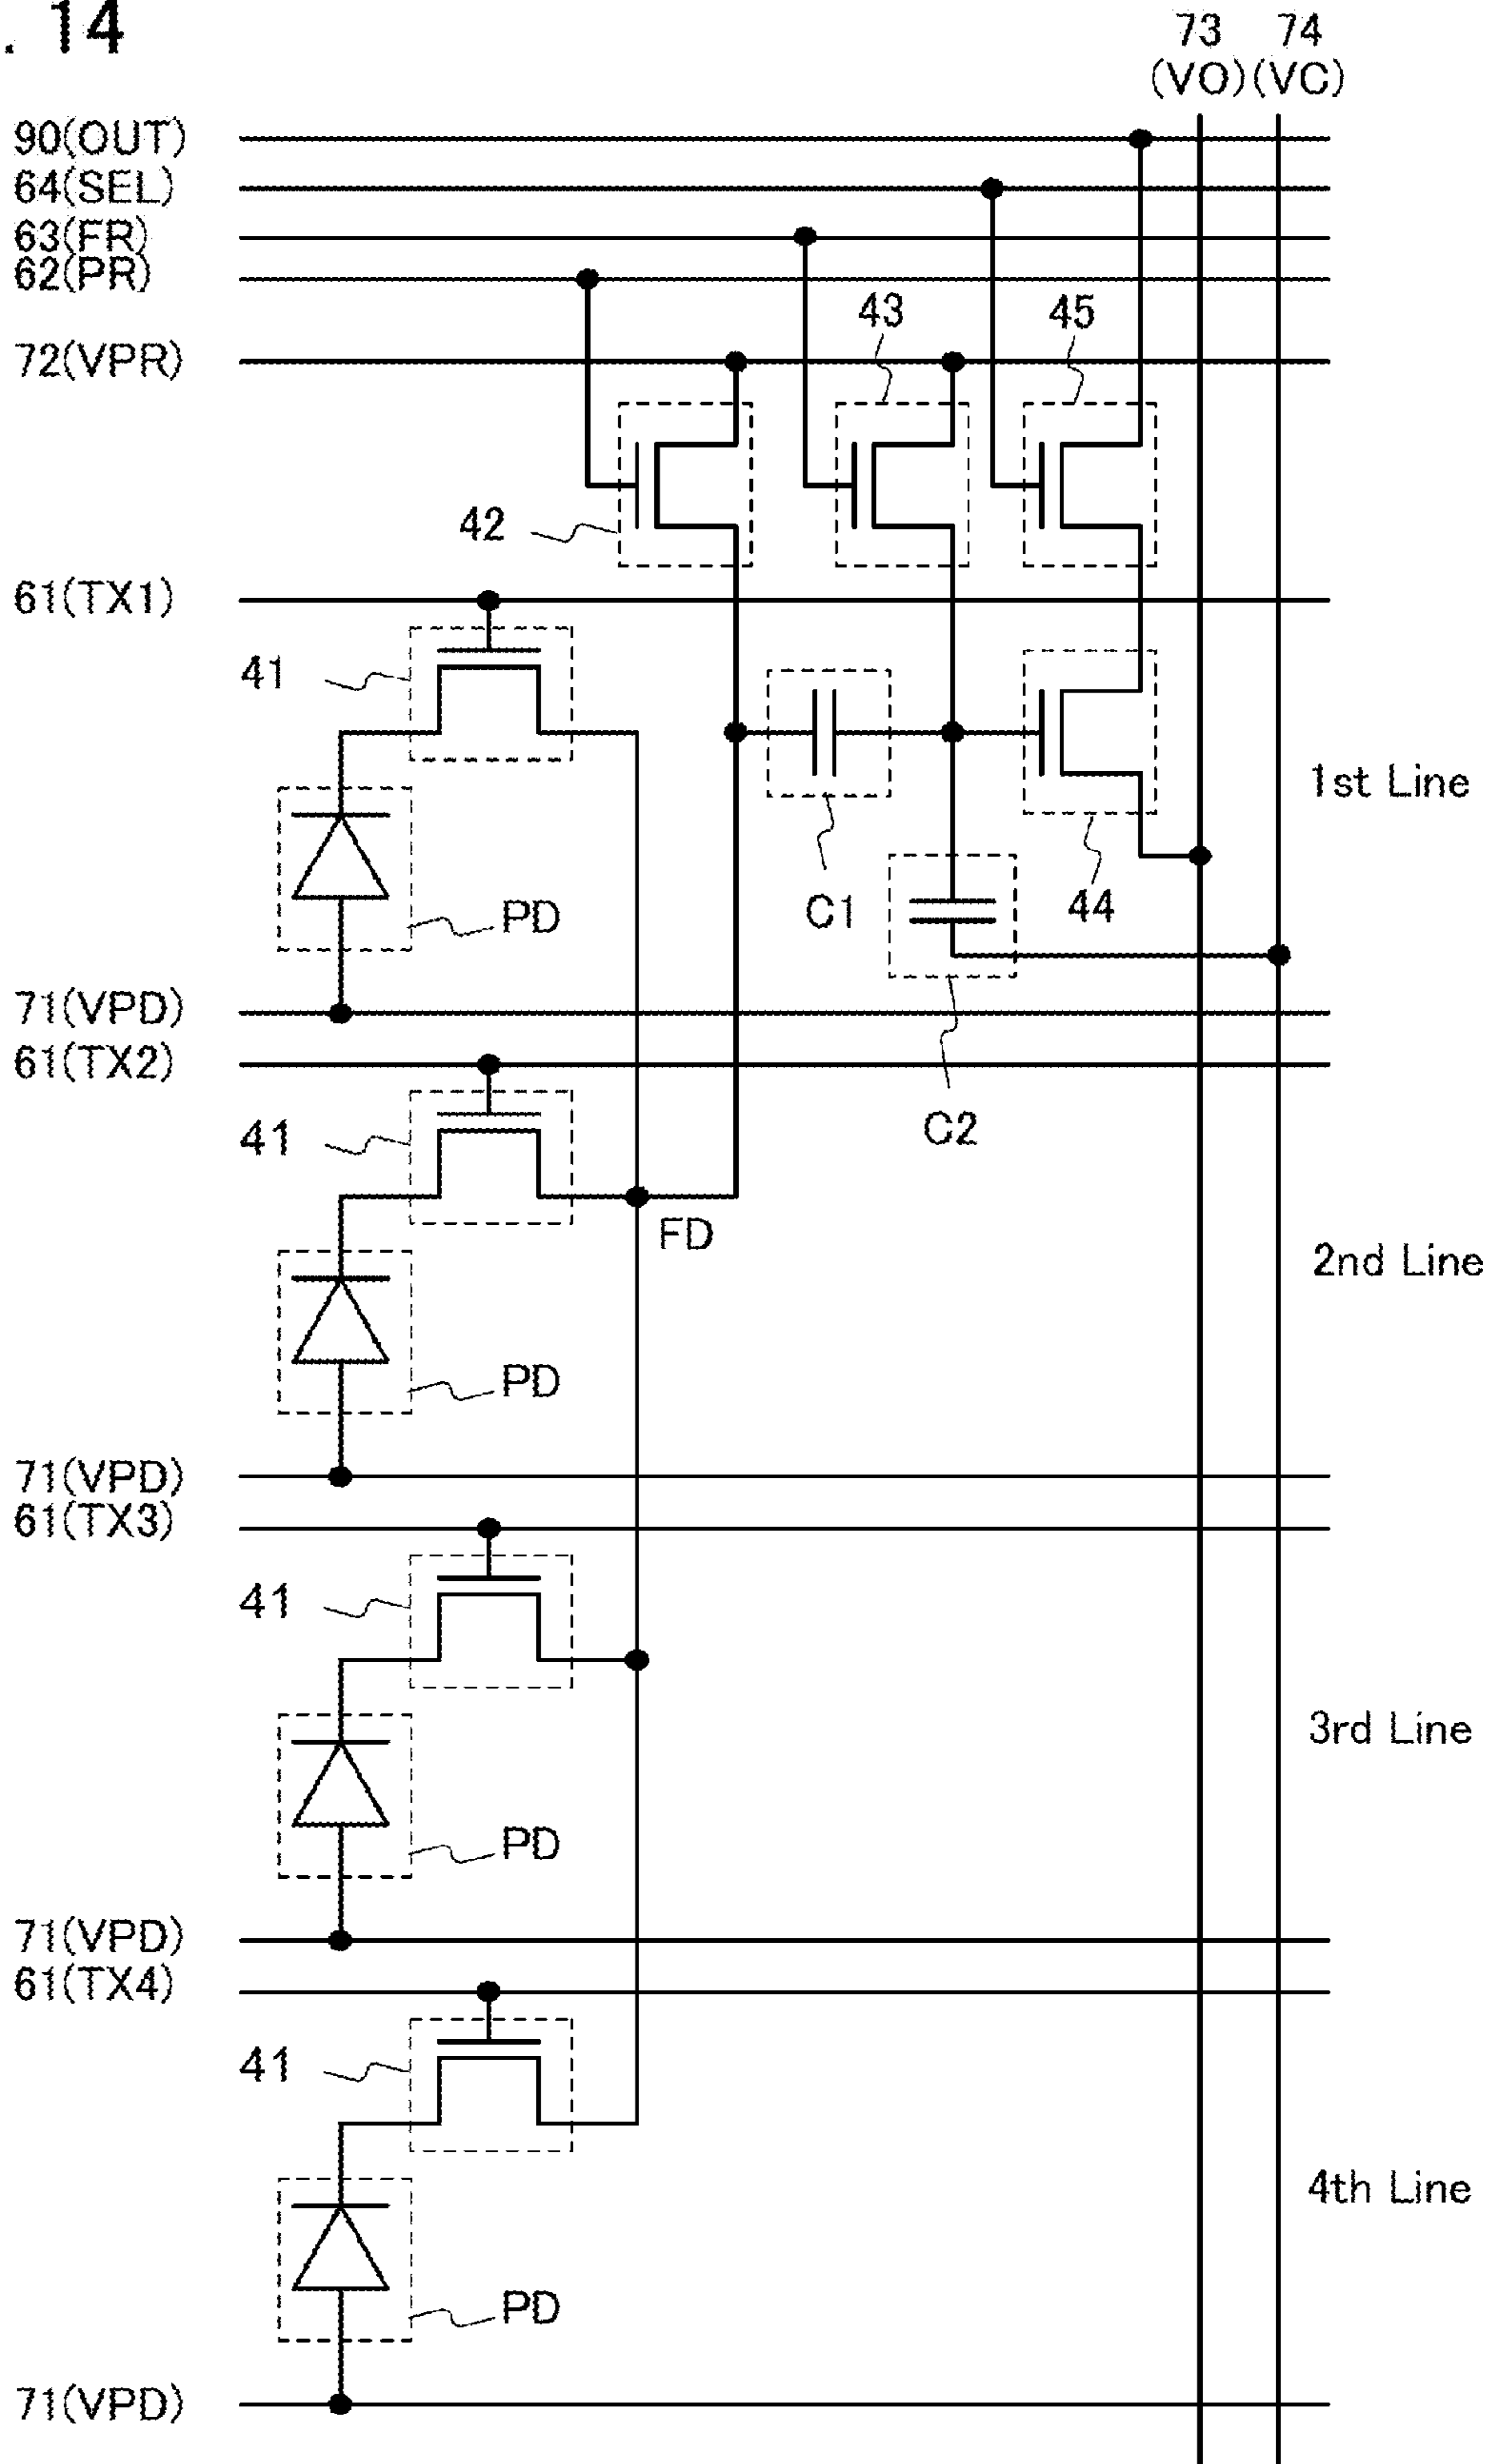 . 14
73 74
(VO)(VC)
90(OUT)
64(SEL)
63(FR)
62(PR)
43 45
72(VPR)
42
61(TX1)
41
1st Line
PD C1 44
71(VPD)
61(TX2)
41 C2
FD
2nd Line
PD
71(VPD)
61(TX3)
41
3rd Line
PD
71(VPD)
61(TX4)
41
4th Line
PD
71(VPD)